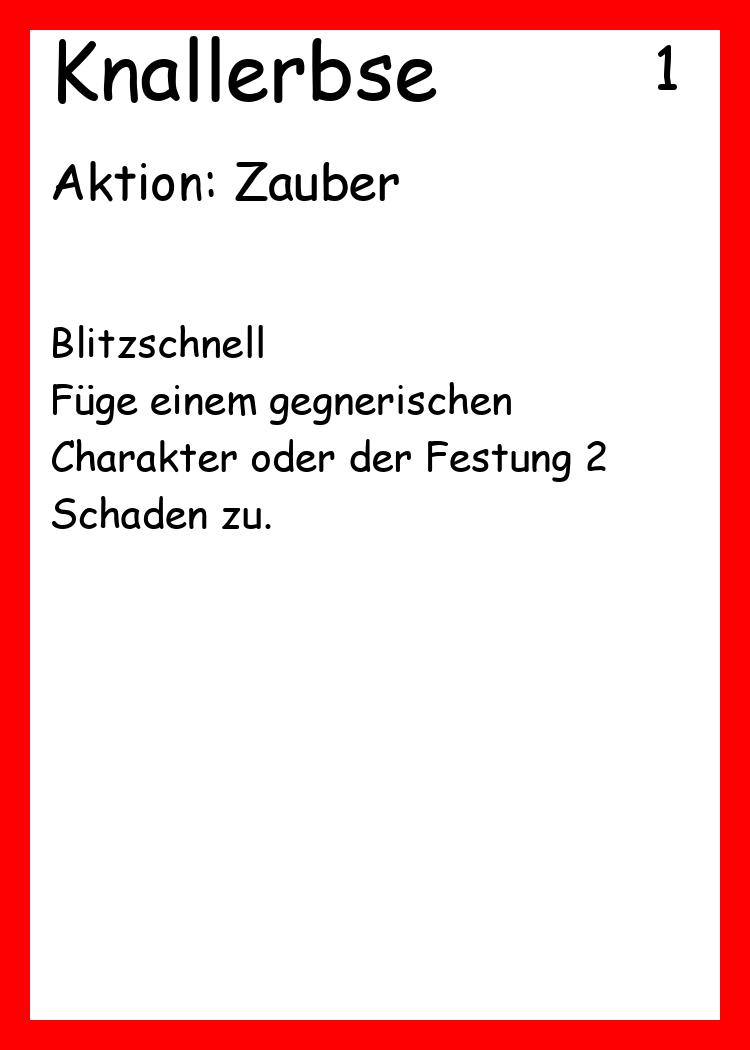 Knallerbse 1
Aktion: Zauber
Blitzschnell
Füge einem gegnerischen
Charakter oder der Festung 2
Schaden zu.